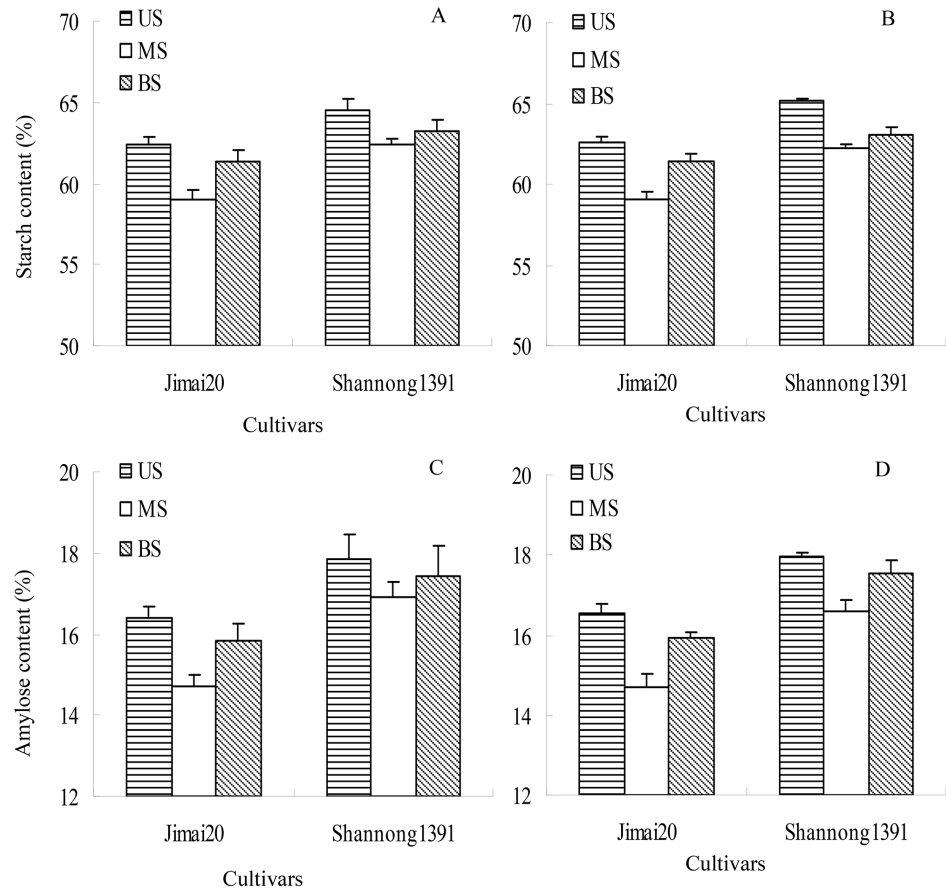 A
US
MS
BS
Starch content (%)
70
65
60
55
50
Jimai20
Shannong1391
Cultivars
B
US
MS
BS
70
65
60
55
50
Jimai20
Shannong1391
Cultivars
C
US
MS
BS
Amylose content (%)
20
18
16
14
12
Jimai20
Shannong1391
Cultivars
D
US
MS
BS
20
18
16
14
12
Jimai20
Shannong1391
Cultivars